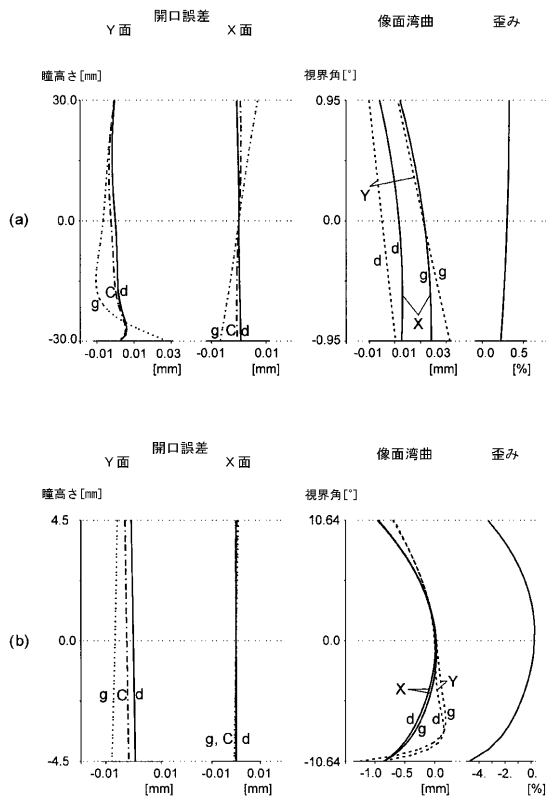 開口誤差
Y 面 X 面
像面湾曲 歪み
瞳高さ[mm]
視界角[°]
30.0
0.0
-30.0
(a)
g C d
g C d
-0.01 0.01 0.03
[mm]
-0.01 0.01
[mm]
0.95
-0.95
Y
d d g g
X
-0.01 0.01 0.03
[mm]
0.0 0.5
[%]
開口誤差
Y 面 X 面
像面湾曲 歪み
瞳高さ[mm]
視界角[°]
4.5
0.0
-4.5
(b)
g C d
g, C d
-0.01 0.01
[mm]
-0.01 0.01
[mm]
10.64
0.0
-10.64
X Y
d g d g
-1.0 -0.5 0.0
[mm]
-4. -2. 0.
[%]